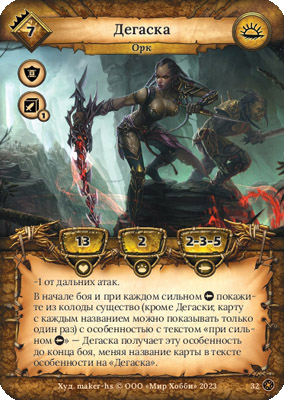 7
Дегаска
Орк
1
13
2
2-3-5
-1 от дальних атак.
В начале боя и при каждом сильном покажи-
те из колоды существо (кроме Дегаски; карту
с каждым названием можно показывать только
один раз) с особенностью с текстом «при силь-
ном » — Дегаска получает эту особенность
до конца боя, меняя название карты в тексте
особенности на «Дегаска».
Худ. maker-hs © ООО «Мир Хобби» 2023
32